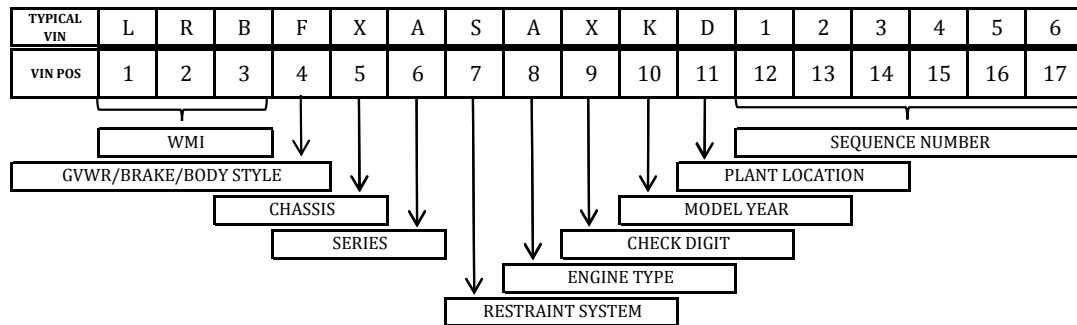 TYPICAL VIN L R B F X A S A X K D 1 2 3 4 5 6
VIN POS 1 2 3 4 5 6 7 8 9 10 11 12 13 14 15 16 17
WMI SEQUENCE NUMBER
GVWR/BRAKE/BODY STYLE PLANT LOCATION
CHASSIS MODEL YEAR
SERIES CHECK DIGIT
ENGINE TYPE
RESTRAINT SYSTEM